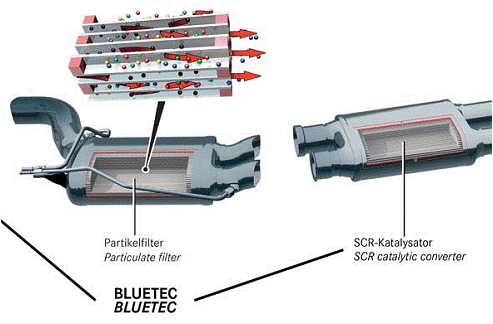 Partikelfilter
Particulate filter
SCR-Katalysator
SCR catalytic converter
BLUETEC
BLUETEC